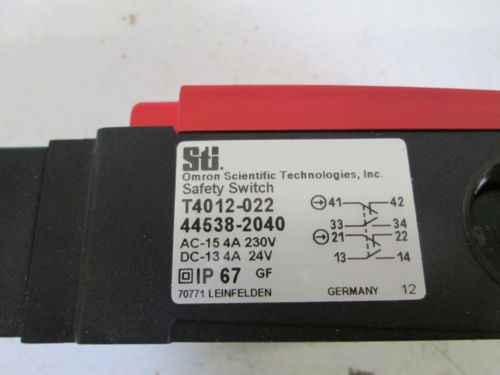 Sti.
Omron Scientific Technologies, Inc.
Safety Switch
T4012-022
44538-2040
AC-15 4A 230V
DC-13 4A 24V
IP 67 GF
70771 LEINFELDEN
41 42
33 34
21 22
13 14
GERMANY 12